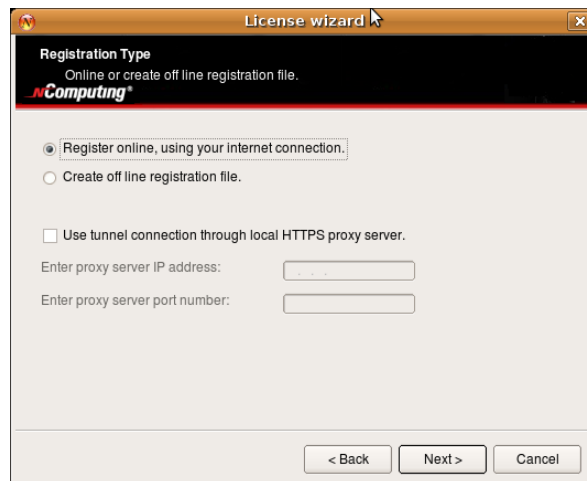 License wizard
Registration Type
Online or create off line registration file.
NComputing®
Register online, using your internet connection.
Create off line registration file.
Use tunnel connection through local HTTPS proxy server.
Enter proxy server IP address:
Enter proxy server port number:
< Back Next > Cancel